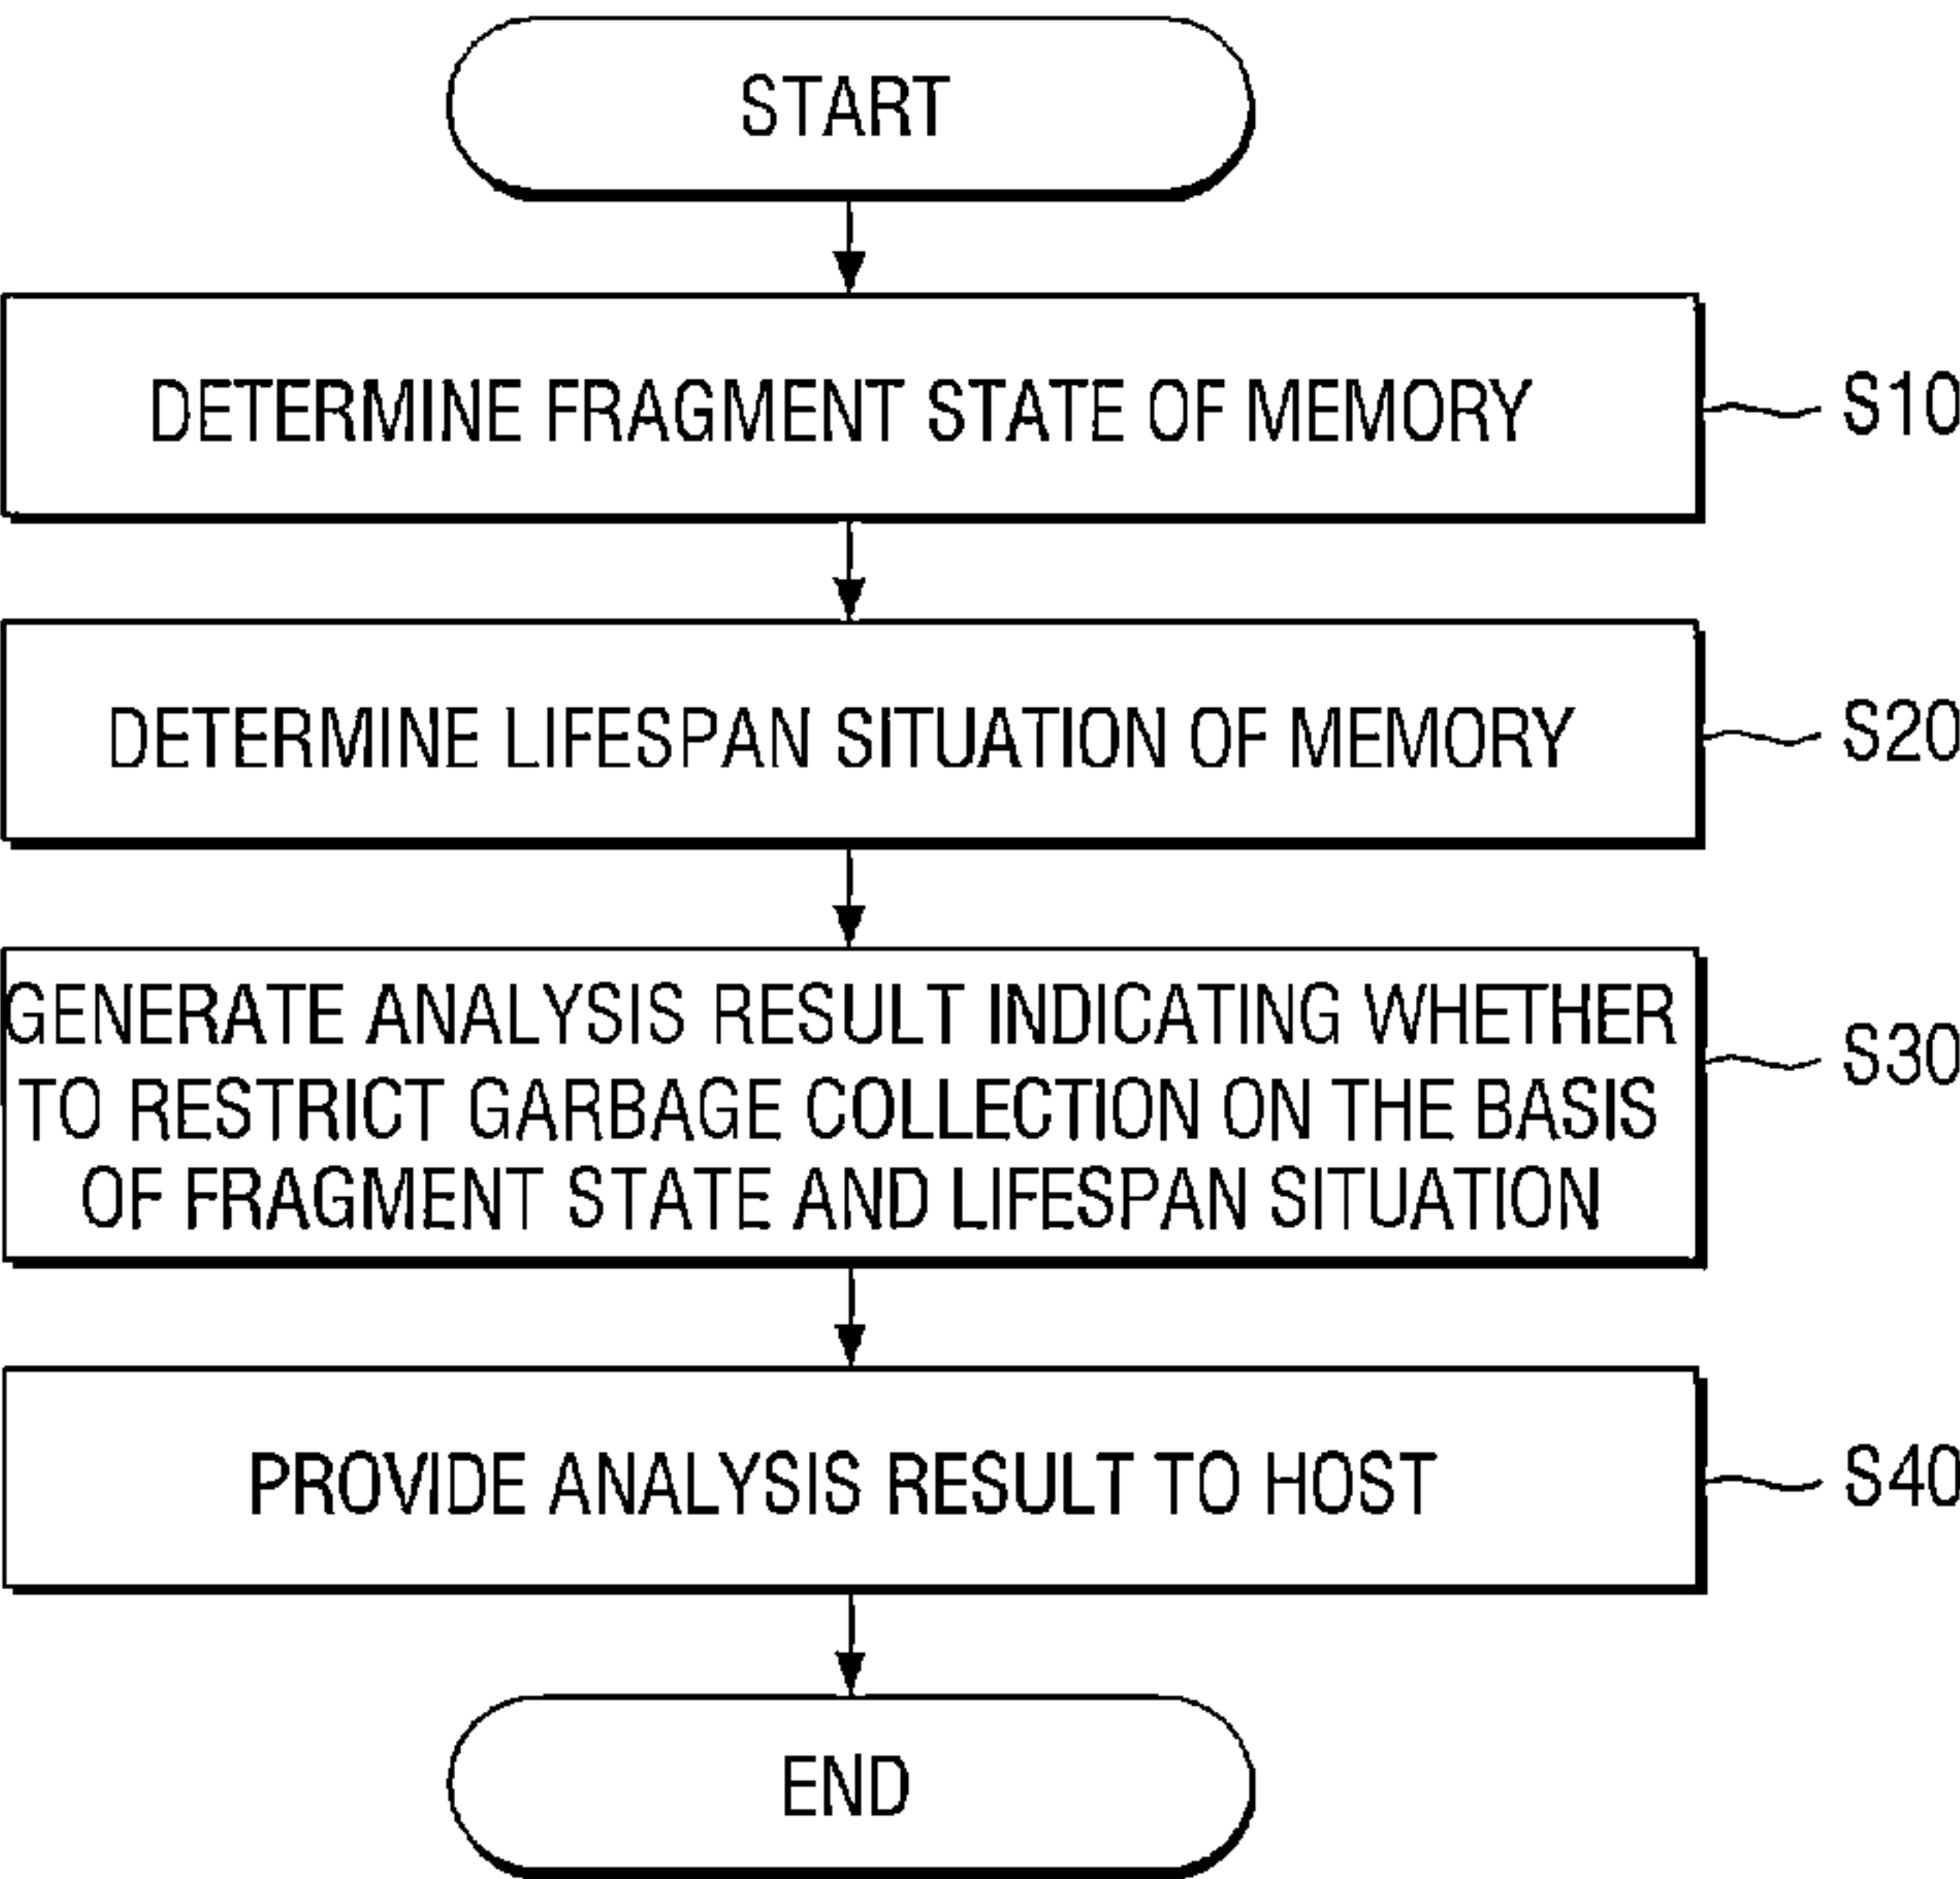 START
DETERMINE FRAGMENT STATE OF MEMORY
S10
DETERMINE LIFESPAN SITUATION OF MEMORY
S20
GENERATE ANALYSIS RESULT INDICATING WHETHER
TO RESTRICT GARBAGE COLLECTION ON THE BASIS
OF FRAGMENT STATE AND LIFESPAN SITUATION
S30
PROVIDE ANALYSIS RESULT TO HOST
S40
END